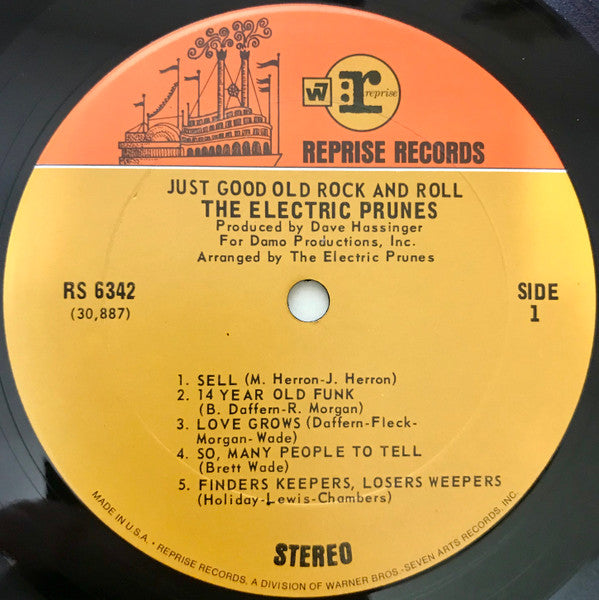 W7
r
reprise
REPRISE RECORDS
JUST GOOD OLD ROCK AND ROLL
THE ELECTRIC PRUNES
Produced by Dave Hassinger
For Damo Productions, Inc.
Arranged by The Electric Prunes
RS 6342
(30,887)
SIDE
1
1. SELL (M. Herron-J. Herron)
2. 14 YEAR OLD FUNK
(B. Daffern-R. Morgan)
3. LOVE GROWS (Daffern-Fleck-
Morgan-Wade)
4. SO, MANY PEOPLE TO TELL
(Brett Wade)
5. FINDERS KEEPERS, LOSERS WEEPERS
(Holiday-Lewis-Chambers)
STEREO
MADE IN U.S.A. • REPRISE RECORDS, A DIVISION OF WARNER BROS.-SEVEN ARTS RECORDS, INC.